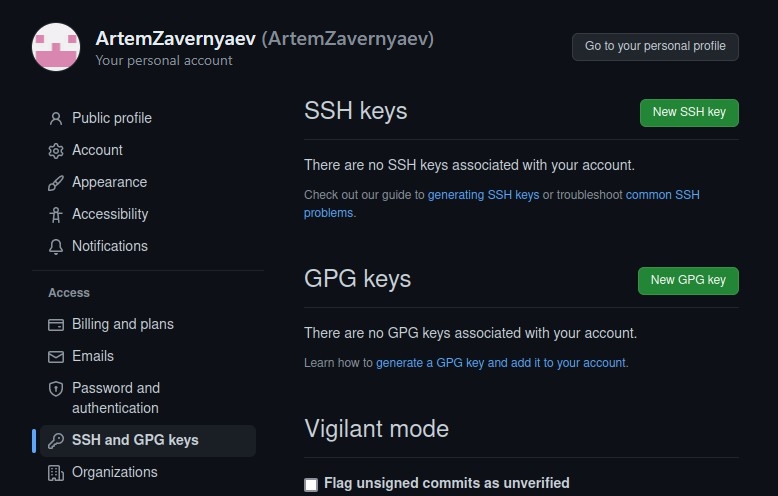 ArtemZavernyaev (ArtemZavernyaev)
Your personal account
Go to your personal profile
Public profile
Account
Appearance
Accessibility
Notifications
Access
Billing and plans
Emails
Password and
authentication
SSH and GPG keys
Organizations
SSH keys
New SSH key
There are no SSH keys associated with your account.
Check out our guide to generating SSH keys or troubleshoot common SSH
problems.
GPG keys
New GPG key
There are no GPG keys associated with your account.
Learn how to generate a GPG key and add it to your account.
Vigilant mode
Flag unsigned commits as unverified